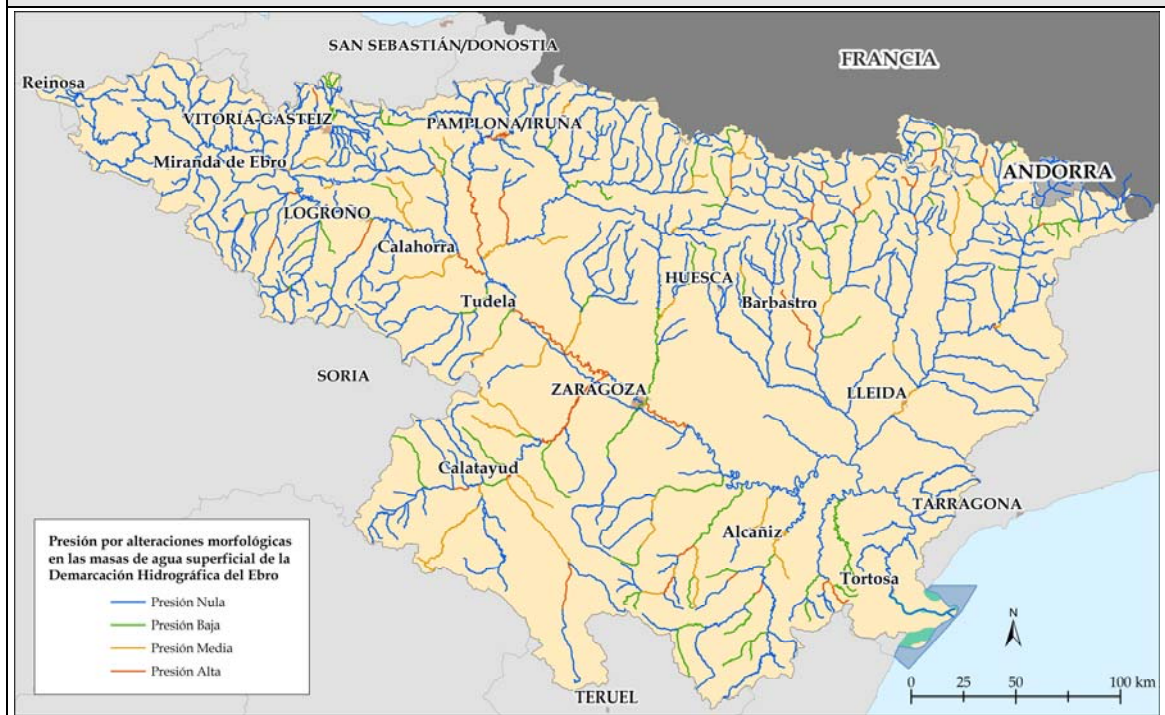 SAN SEBASTIÁN/DONOSTIA
FRANCIA
Reinosa
VITORIA-GASTEIZ
PAMPLONA/IRUÑA
Miranda de Ebro
ANDORRA
LOGROÑO
Calahorra
HUESCA
Tudela
Barbastro
SORIA
ZARAGOZA
LLEIDA
Calatayud
TARRAGONA
Alcañiz
Tortosa
TERUEL
Presión por alteraciones morfológicas
en las masas de agua superficial de la
Demarcación Hidrográfica del Ebro
Presión Nula
Presión Baja
Presión Media
Presión Alta
N
0 25 50 100 km